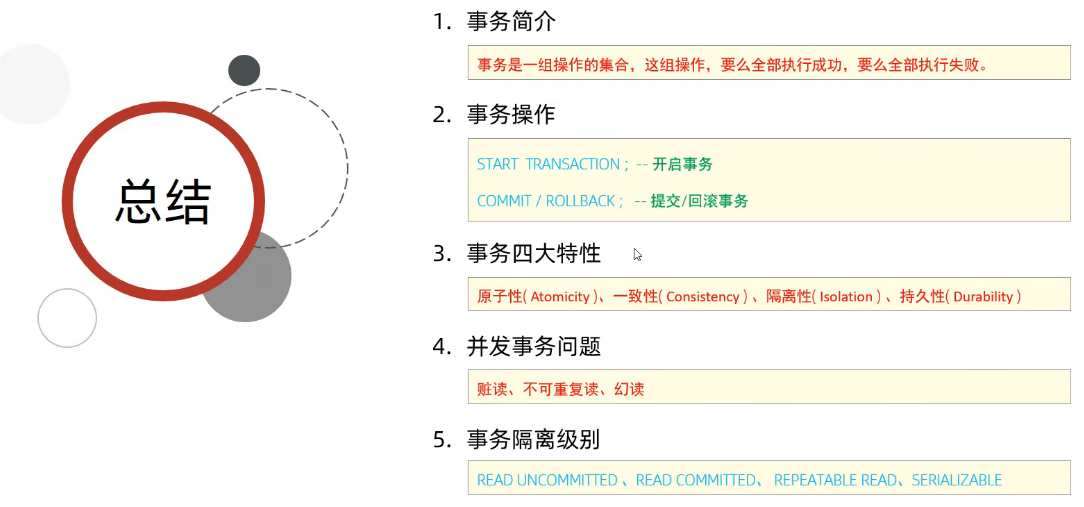 总结
1. 事务简介
事务是一组操作的集合，这组操作，要么全部执行成功，要么全部执行失败。
2. 事务操作
START TRANSACTION ; -- 开启事务
COMMIT / ROLLBACK ; -- 提交/回滚事务
3. 事务四大特性
原子性( Atomicity )、一致性( Consistency ) 、隔离性( Isolation ) 、持久性( Durability )
4. 并发事务问题
脏读、不可重复读、幻读
5. 事务隔离级别
READ UNCOMMITTED 、READ COMMITTED、 REPEATABLE READ、SERIALIZABLE